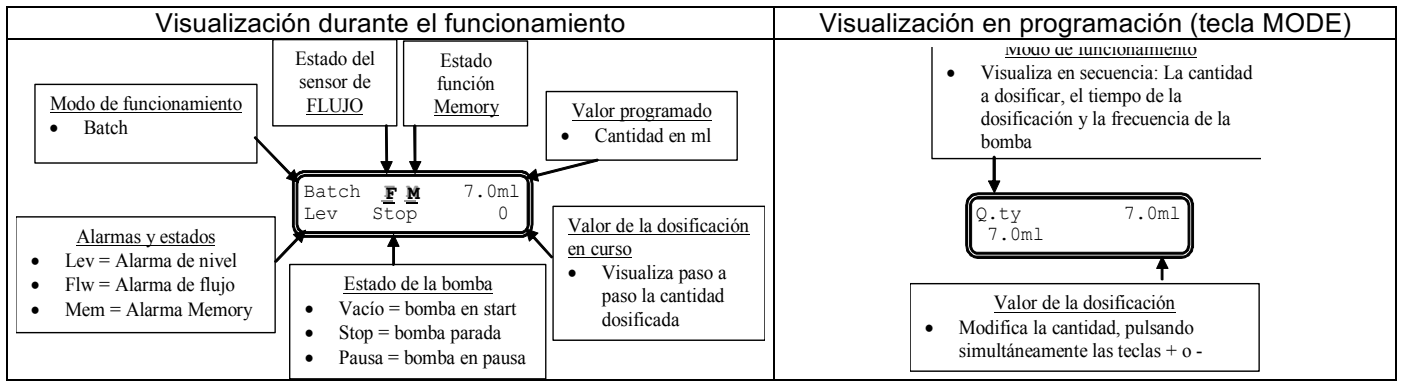 Visualización durante el funcionamiento
Visualización en programación (tecla MODE)
Estado del
sensor de
FLUJO
Estado
función
Memory
Modo de funcionamiento
• Batch
Valor programado
• Cantidad en ml
Batch F M 7.0ml
Lev Stop 0
Alarmas y estados
• Lev = Alarma de nivel
• Flw = Alarma de flujo
• Mem = Alarma Memory
Estado de la bomba
• Vacío = bomba en start
• Stop = bomba parada
• Pausa = bomba en pausa
Valor de la dosificación
en curso
• Visualiza paso a
paso la cantidad
dosificada
Modo de funcionamiento
• Visualiza en secuencia: La cantidad
a dosificar, el tiempo de la
dosificación y la frecuencia de la
bomba
Q.ty 7.0ml
7.0ml
Valor de la dosificación
• Modifica la cantidad, pulsando
simultáneamente las teclas + o -